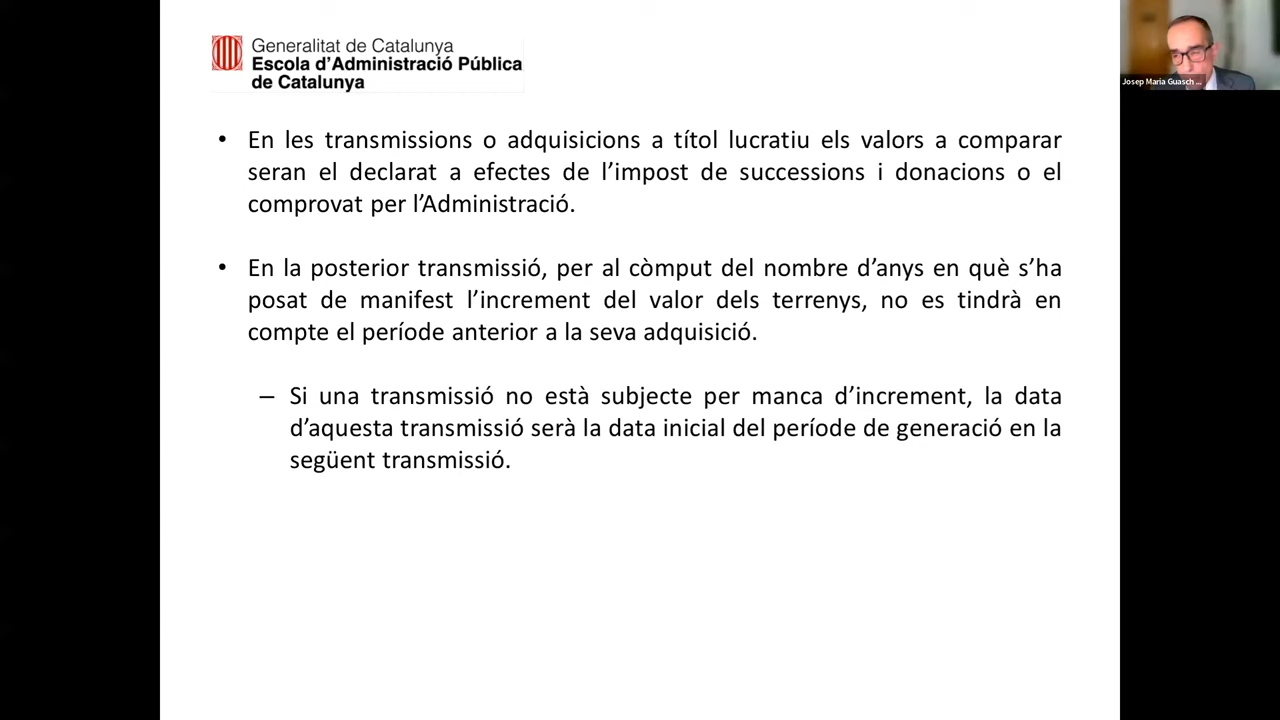 Generalitat de Catalunya
Escola d'Administració Pública
de Catalunya
Josep Maria Guasch ...
• En les transmissions o adquisicions a títol lucratiu els valors a comparar
seran el declarat a efectes de l’impost de successions i donacions o el
comprovat per l’Administració.
• En la posterior transmissió, per al còmput del nombre d’anys en què s’ha
posat de manifest l’increment del valor dels terrenys, no es tindrà en
compte el període anterior a la seva adquisició.
– Si una transmissió no està subjecte per manca d’increment, la data
d’aquesta transmissió serà la data inicial del període de generació en la
següent transmissió.